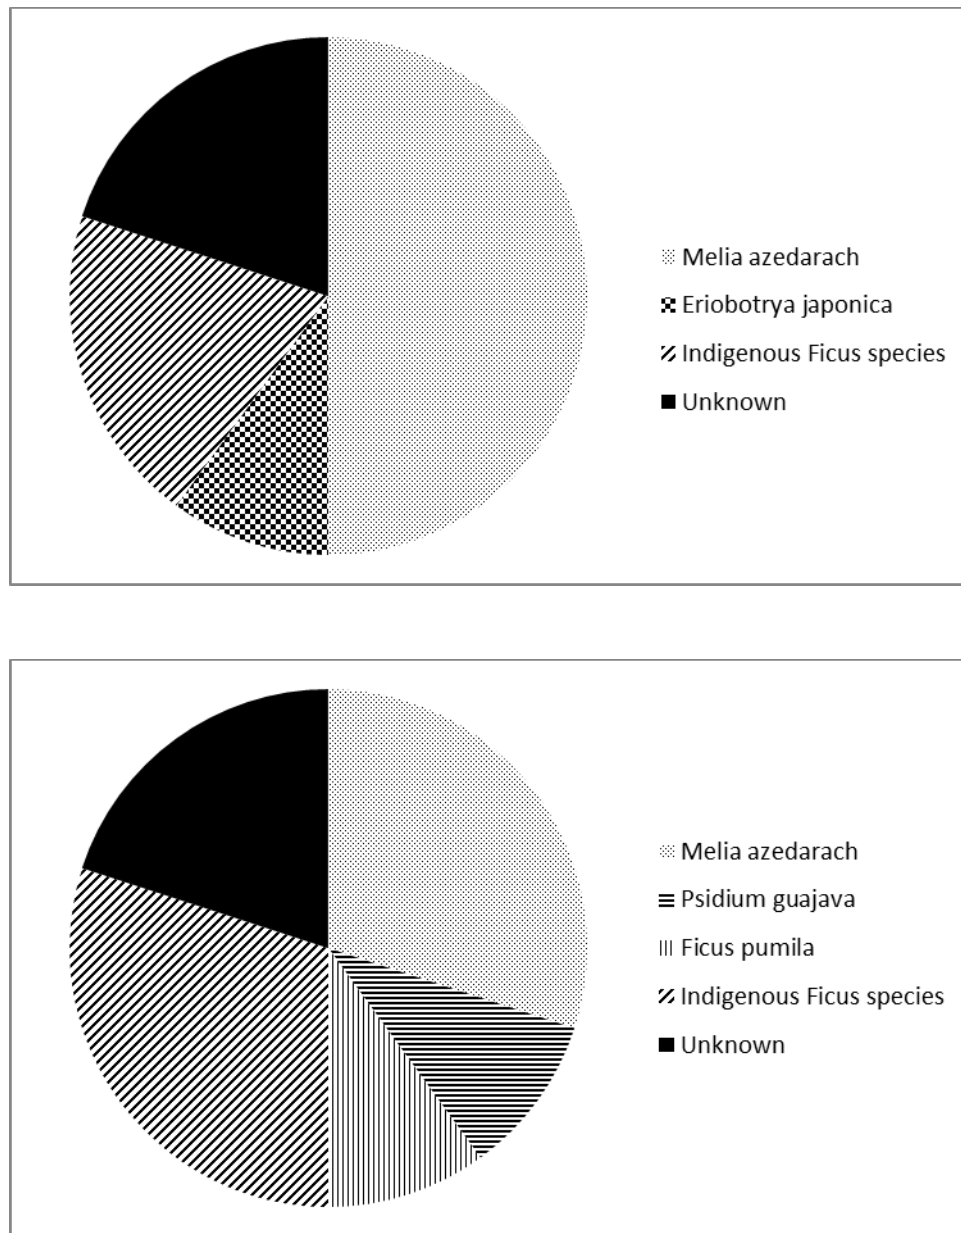 Melia azedarach
Eriobotrya japonica
Indigenous Ficus species
Unknown
Melia azedarach
Psidium guajava
Ficus pumila
Indigenous Ficus species
Unknown